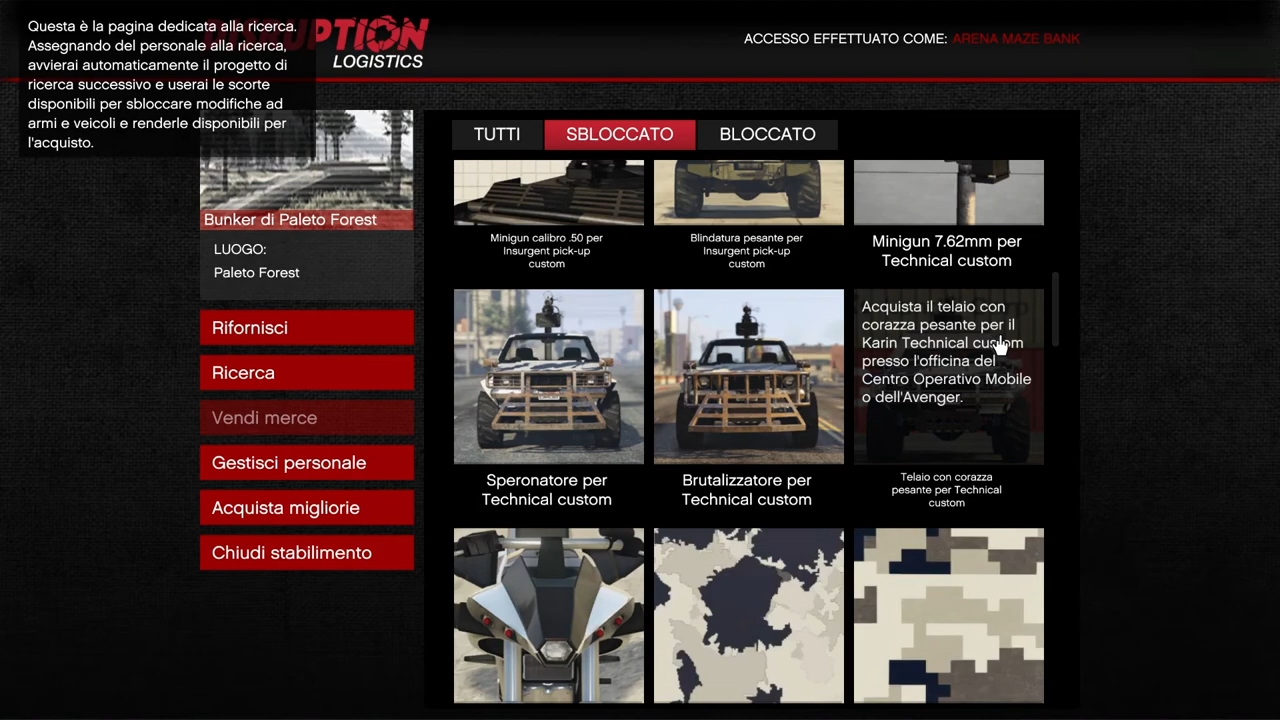 Questa è la pagina dedicata alla ricerca.
Assegnando del personale alla ricerca,
avvierai automaticamente il progetto di
ricerca successivo e userai le scorte
disponibili per sbloccare modifiche ad
armi e veicoli e renderle disponibili per
l'acquisto.
DISRUPTION
LOGISTICS
ACCESSO EFFETTUATO COME: ARENA MAZE BANK
Bunker di Paleto Forest
LUOGO:
Paleto Forest
Rifornisci
Ricerca
Vendi merce
Gestisci personale
Acquista migliorie
Chiudi stabilimento
TUTTI
SBLOCCATO
BLOCCATO
Minigun calibro .50 per
Insurgent pick-up
custom
Blindatura pesante per
Insurgent pick-up
custom
Minigun 7.62mm per
Technical custom
Acquista il telaio con
corazza pesante per il
Karin Technical custom
presso l'officina del
Centro Operativo Mobile
o dell'Avenger.
Speronatore per
Technical custom
Brutalizzatore per
Technical custom
Telaio con corazza
pesante per Technical
custom